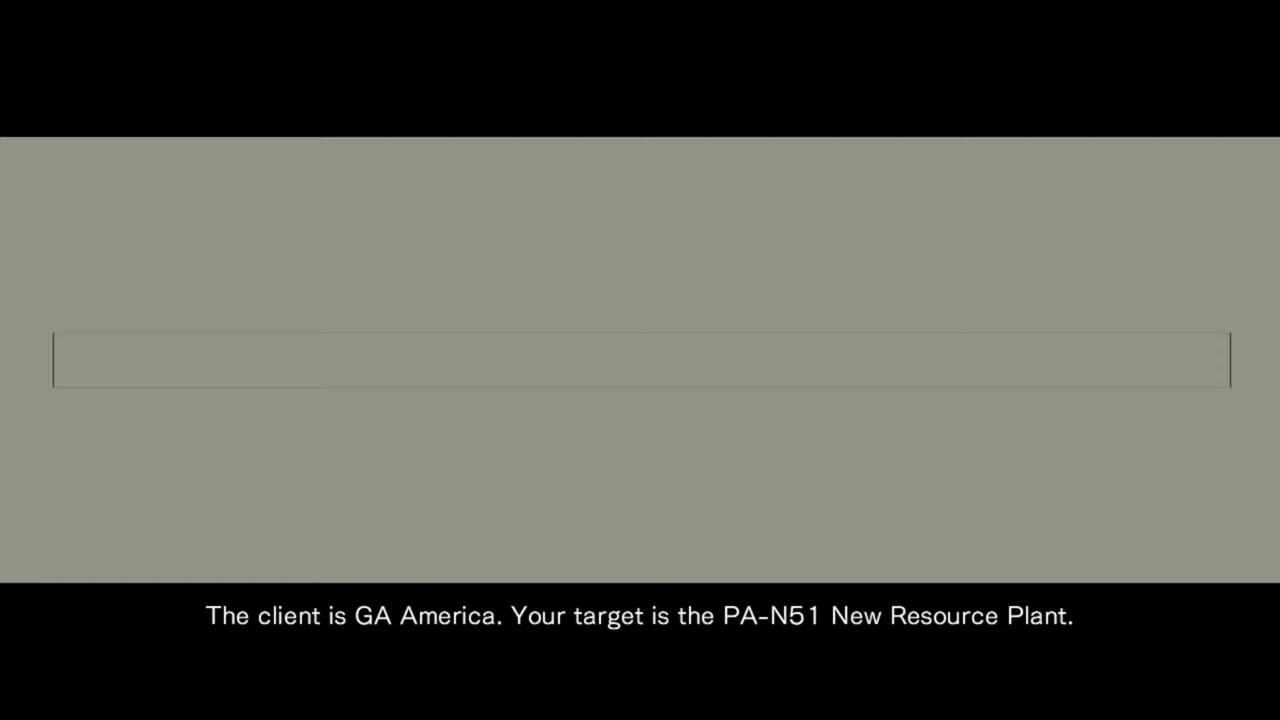 The client is GA America. Your target is the PA-N51 New Resource Plant.